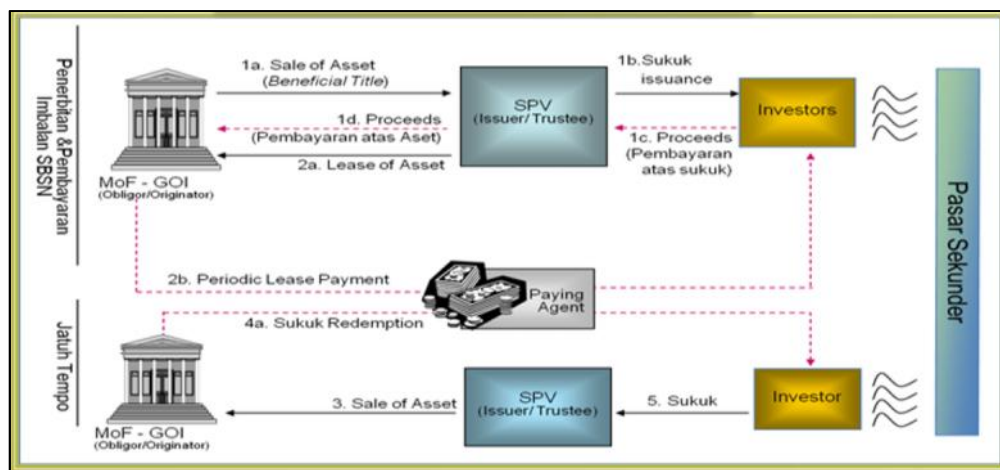 Penerbitan &Pembayaran
Imbalan SBSN
1a. Sale of Asset
(Beneficial Title)
SPV
(Issuer/ Trustee)
1b.Sukuk
issuance
Investors
1d. Proceeds
(Pembayaran atas Aset)
1c. Proceeds
(Pembayaran
atas sukuk)
2a. Lease of Asset
MoF - GOI
(Obligor/Originator)
2b. Periodic Lease Payment
Paying
Agent
4a. Sukuk Redemption
Jatuh Tempo
MoF - GOI
(Obligor/Originator)
3. Sale of Asset
SPV
(Issuer/ Trustee)
5. Sukuk
Investor
Pasar Sekunder